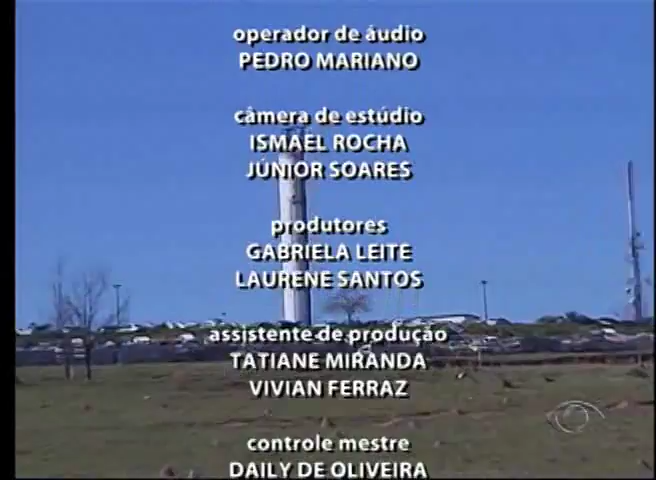 operador de áudio
PEDRO MARIANO
câmera de estúdio
ISMAEL ROCHA
JÚNIOR SOARES
produtores
GABRIELA LEITE
LAURENE SANTOS
assistente de produção
TATIANE MIRANDA
VIVIAN FERRAZ
controle mestre
DAILY DE OLIVEIRA